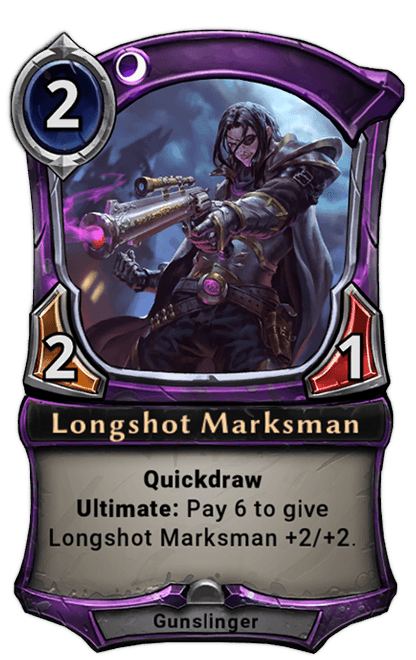 2
2
1
Longshot Marksman
Quickdraw
Ultimate: Pay 6 to give
Longshot Marksman +2/+2.
Gunslinger